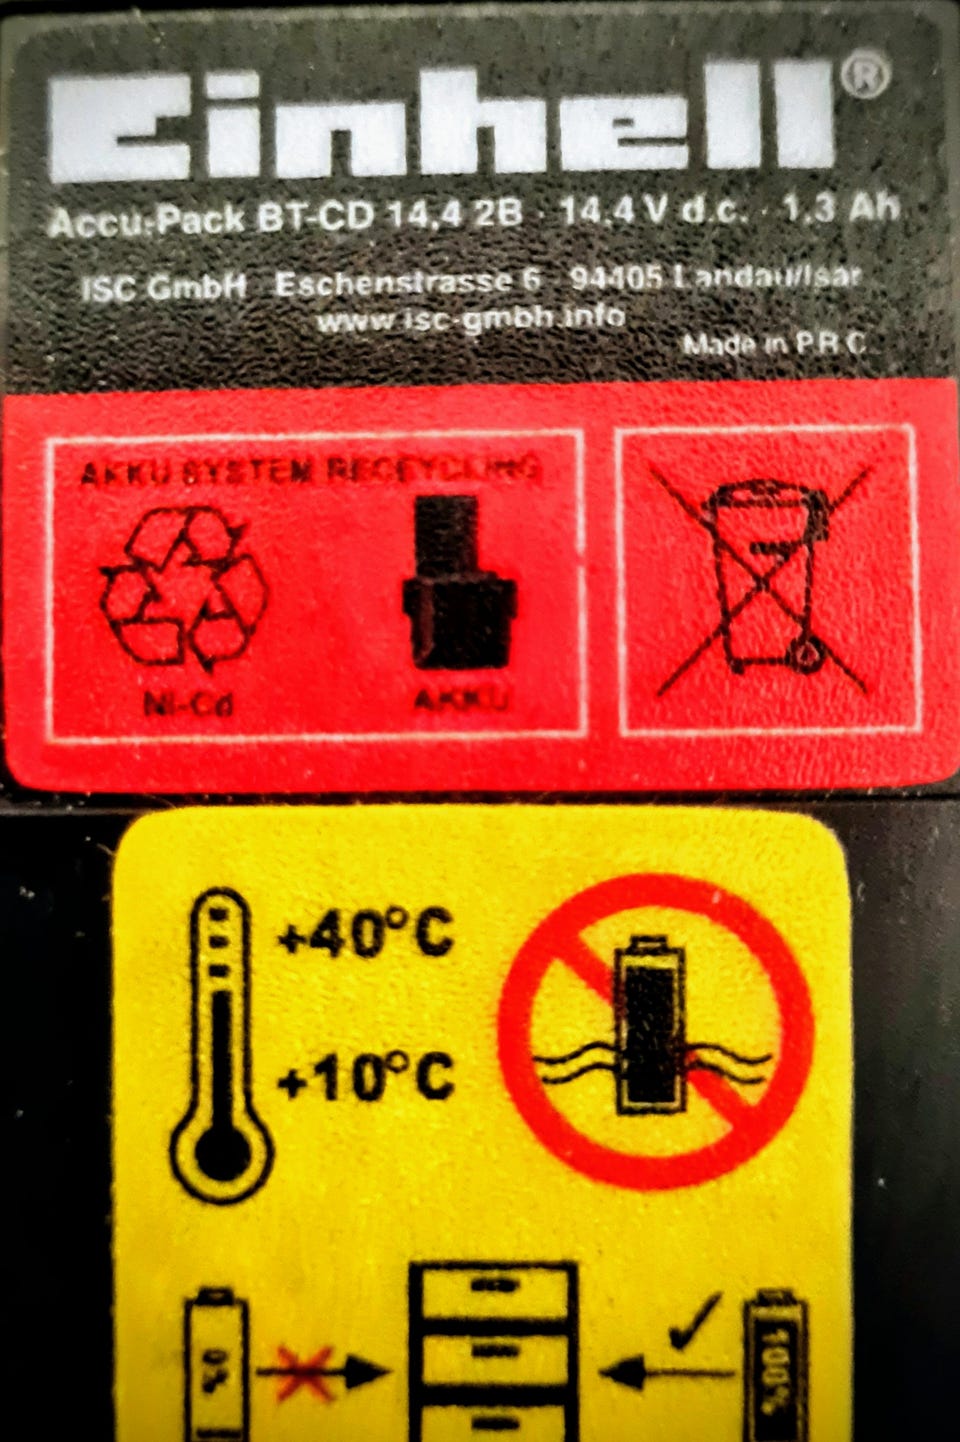 Einhell®
Accu-Pack BT-CD 14,4 2B · 14,4 V d.c. · 1,3 Ah
ISC GmbH Eschenstrasse 6 · 94405 Landau/Isar
www.isc-gmbh.info
Made in P.R.C.
AKKU SYSTEM RECEYCLING
Ni-Cd AKKU
+40°C
+10°C
0% 100%